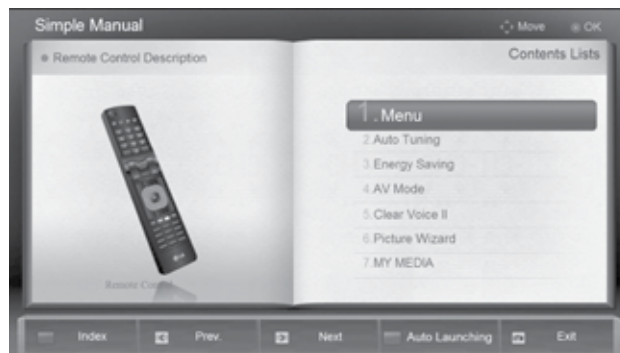 Simple Manual
Move
OK
Remote Control Description
Contents Lists
1. Menu
2. Auto Tuning
3. Energy Saving
4. AV Mode
5. Clear Voice II
6. Picture Wizard
7. MY MEDIA
LG
Remote Control
Index
Prev.
Next
Auto Launching
Exit